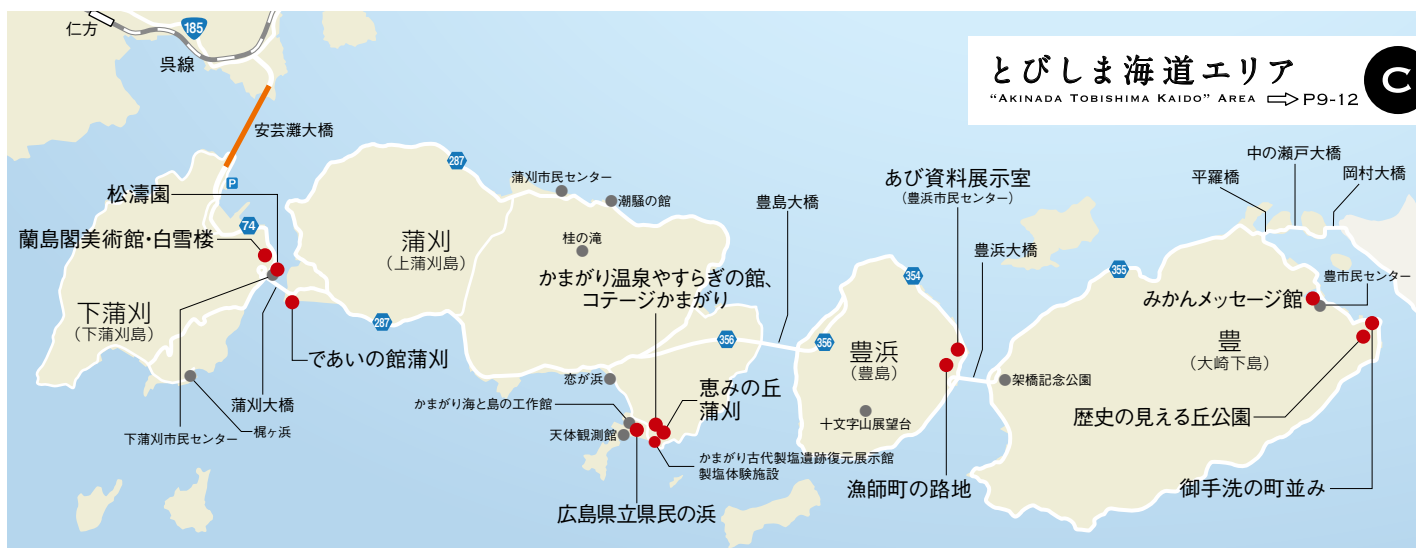 仁方
185
呉線
とびしま海道エリア
C
"AKINADA TOBISHIMA KAIDO" AREA ⇨P9-12
安芸灘大橋
P
松濤園
74
蘭島閣美術館・白雪楼
下蒲刈
(下蒲刈島)
であいの館蒲刈
蒲刈大橋
下蒲刈市民センター
梶ヶ浜
287
蒲刈市民センター
潮騒の館
蒲刈
(上蒲刈島)
桂の滝
かまがり温泉やすらぎの館、
コテージかまがり
287
356
恋が浜
かまがり海と島の工作館
天体観測館
恵みの丘
蒲刈
かまがり古代製塩遺跡復元展示館
製塩体験施設
広島県立県民の浜
豊島大橋
あび資料展示室
(豊浜市民センター)
354
356
豊浜
(豊島)
十文字山展望台
漁師町の路地
豊浜大橋
架橋記念公園
355
平羅橋
中の瀬戸大橋
岡村大橋
豊市民センター
みかんメッセージ館
豊
(大崎下島)
歴史の見える丘公園
御手洗の町並み